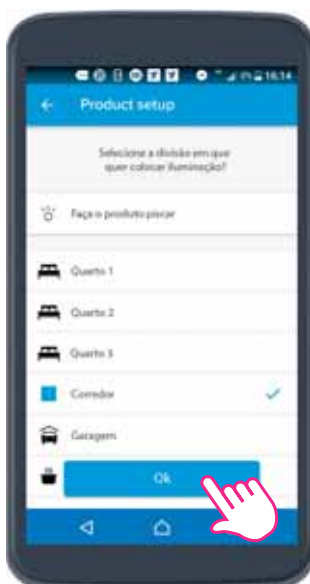 16:14
Product setup
Selecione a divisão em que
quer colocar iluminação?
Faça o produto piscar
Quarto 1
Quarto 2
Quarto 3
Corredor
Garagem
Ok